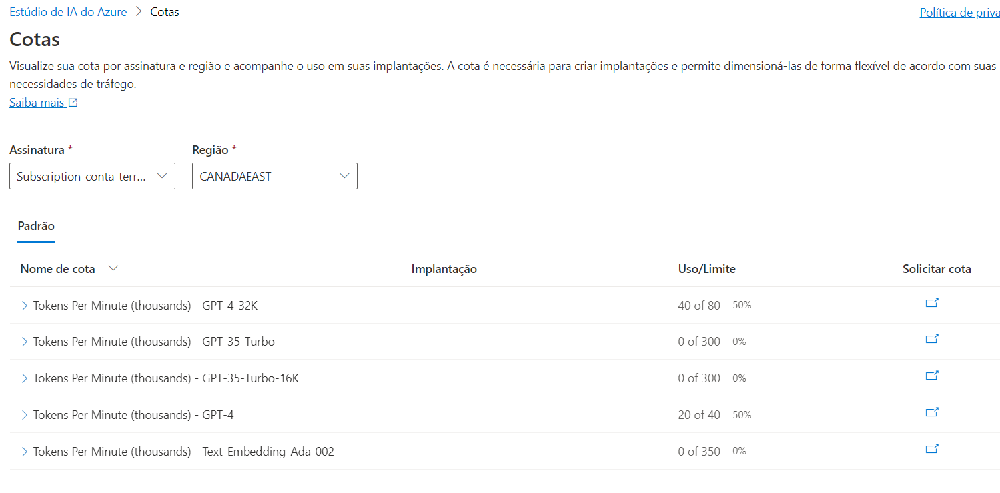 Estúdio de IA do Azure > Cotas
Política de priva
Cotas
Visualize sua cota por assinatura e região e acompanhe o uso em suas implantações. A cota é necessária para criar implantações e permite dimensioná-las de forma flexível de acordo com suas
necessidades de tráfego.
Saiba mais
Assinatura * Região *
Subscription-conta-terr... CANADAEAST
Padrão
Nome de cota Implantação Uso/Limite Solicitar cota
Tokens Per Minute (thousands) - GPT-4-32K 40 of 80 50%
Tokens Per Minute (thousands) - GPT-35-Turbo 0 of 300 0%
Tokens Per Minute (thousands) - GPT-35-Turbo-16K 0 of 300 0%
Tokens Per Minute (thousands) - GPT-4 20 of 40 50%
Tokens Per Minute (thousands) - Text-Embedding-Ada-002 0 of 350 0%